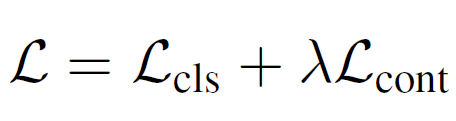 ℒ = ℒ_cls + λℒ_cont